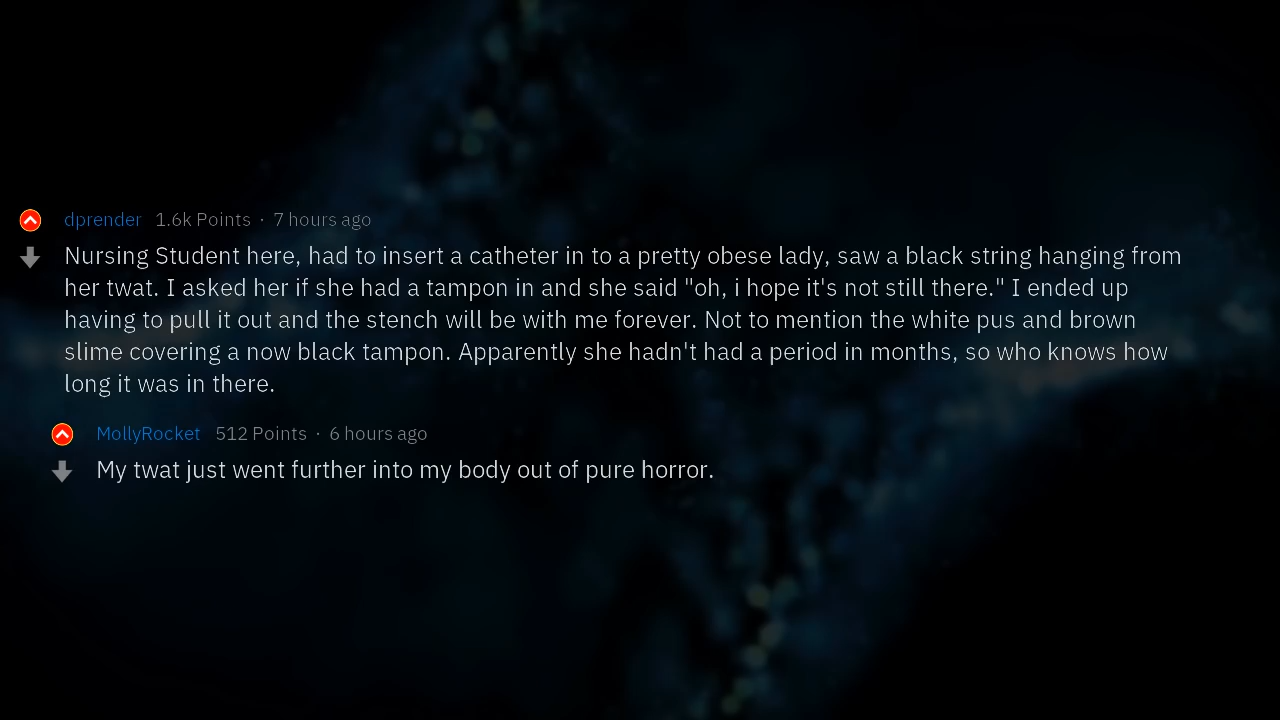 dprender 1.6k Points · 7 hours ago
Nursing Student here, had to insert a catheter in to a pretty obese lady, saw a black string hanging from
her twat. I asked her if she had a tampon in and she said "oh, i hope it's not still there." I ended up
having to pull it out and the stench will be with me forever. Not to mention the white pus and brown
slime covering a now black tampon. Apparently she hadn't had a period in months, so who knows how
long it was in there.
MollyRocket 512 Points · 6 hours ago
My twat just went further into my body out of pure horror.